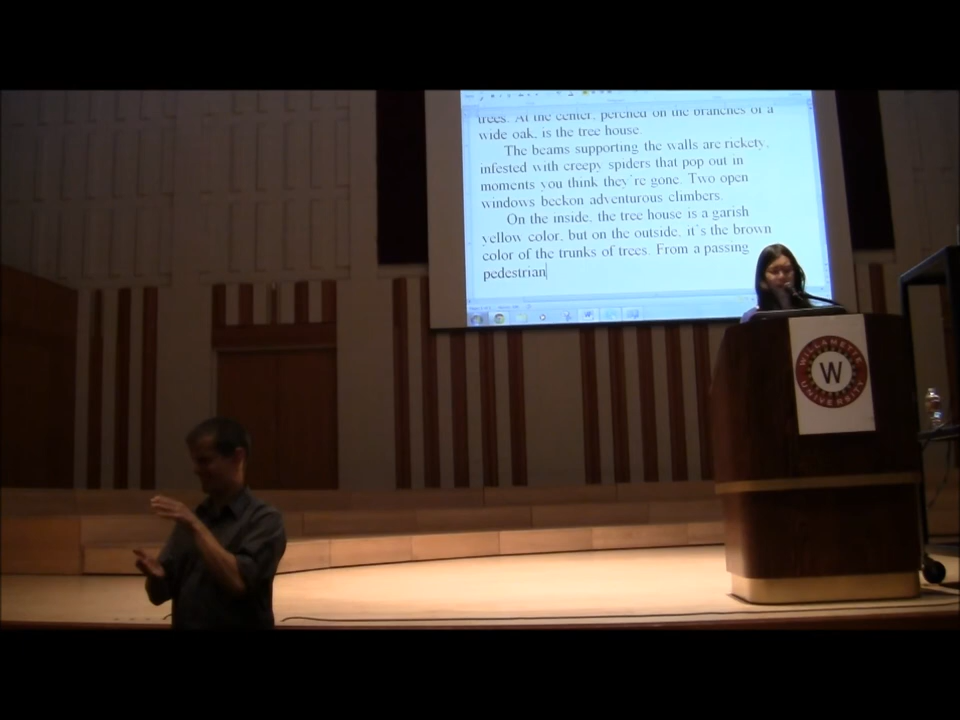 trees. At the center, perched on the branches of a
wide oak, is the tree house.
The beams supporting the walls are rickety,
infested with creepy spiders that pop out in
moments you think they're gone. Two open
windows beckon adventurous climbers.
On the inside, the tree house is a garish
yellow color, but on the outside, it's the brown
color of the trunks of trees. From a passing
pedestrian
WILLAMETTE
W
UNIVERSITY